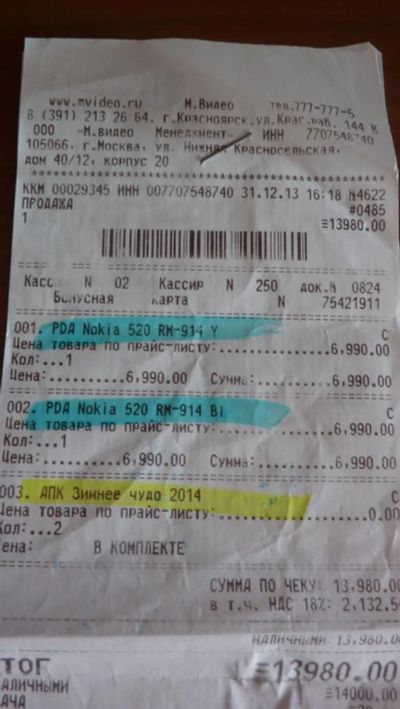 www.mvideo.ru М.Видео тел.777-777-5
8 (391) 213 26 64. г.Красноярск,ул.Крас.раб. 144 К
ООО "М.видео Менеджмент" ИНН 7707548740
105066, г.Москва, ул. Нижняя Красносельская,
дом 40/12, корпус 20
ККМ 00029345 ИНН 007707548740 31.12.13 16:18 №4622
ПРОДАЖА #0485
1 ≡13980.00
Касс N 02 Кассир N 250 док.N 0824
Бонусная карта N 75421911
001. PDA Nokia 520 RM-914 Y С
Цена товара по прайс-листу:.......6,990.00
Кол:...1
Цена:..........6,990.00 Сумма:....6,990.00
002. PDA Nokia 520 RM-914 Bl С
Цена товара по прайс-листу:.......6,990.00
Кол:...1
Цена:..........6,990.00 Сумма:....6,990.00
003. АПК Зимнее чудо 2014 С
Цена товара по прайс-листу:...........0.00
Кол:...2
Цена: В КОМПЛЕКТЕ
СУММА ПО ЧЕКУ: 13,980.00
в т.ч. НДС 18%: 2,132.5
НАЛИЧНЫМИ: 13,980.00
ТОГ ≡13980.00
АЛИЧНЫМИ ≡14000.00
АЧА